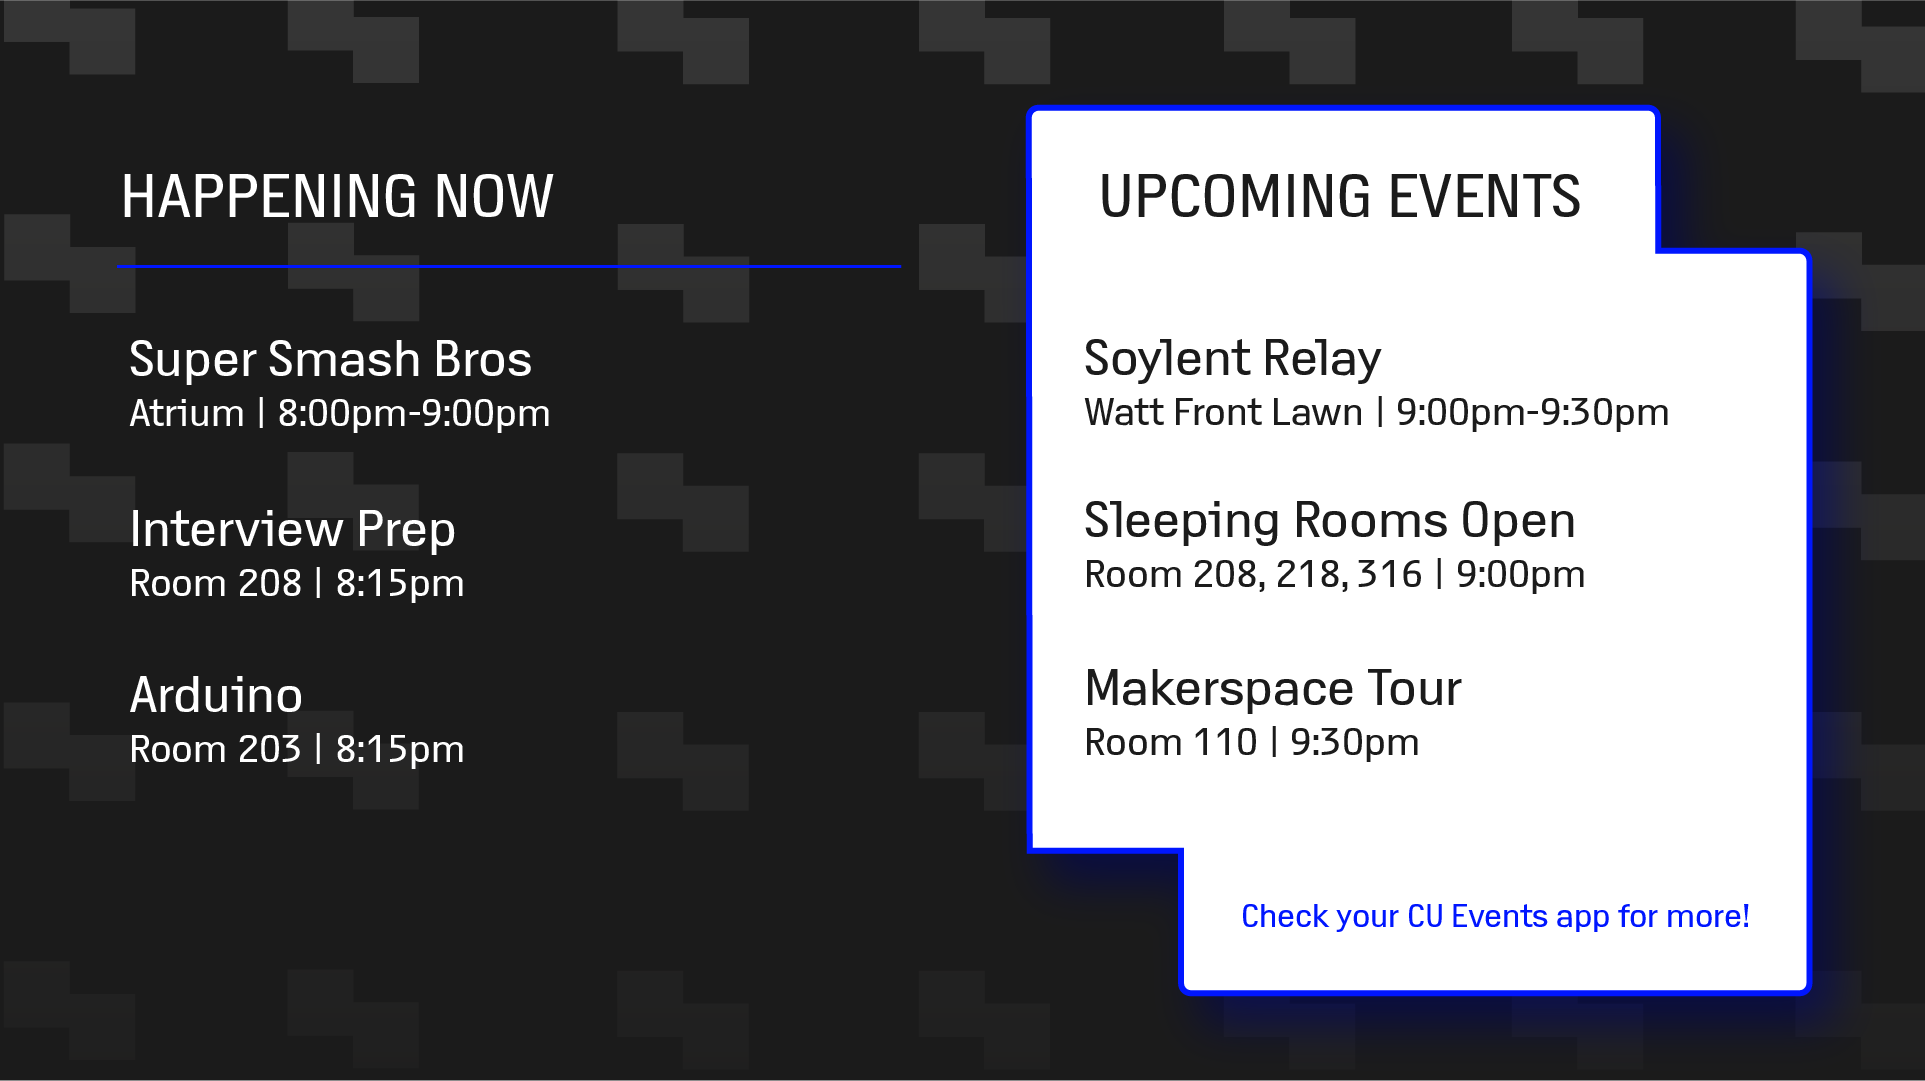 HAPPENING NOW
Super Smash Bros
Atrium | 8:00pm-9:00pm
Interview Prep
Room 208 | 8:15pm
Arduino
Room 203 | 8:15pm
UPCOMING EVENTS
Soylent Relay
Watt Front Lawn | 9:00pm-9:30pm
Sleeping Rooms Open
Room 208, 218, 316 | 9:00pm
Makerspace Tour
Room 110 | 9:30pm
Check your CU Events app for more!